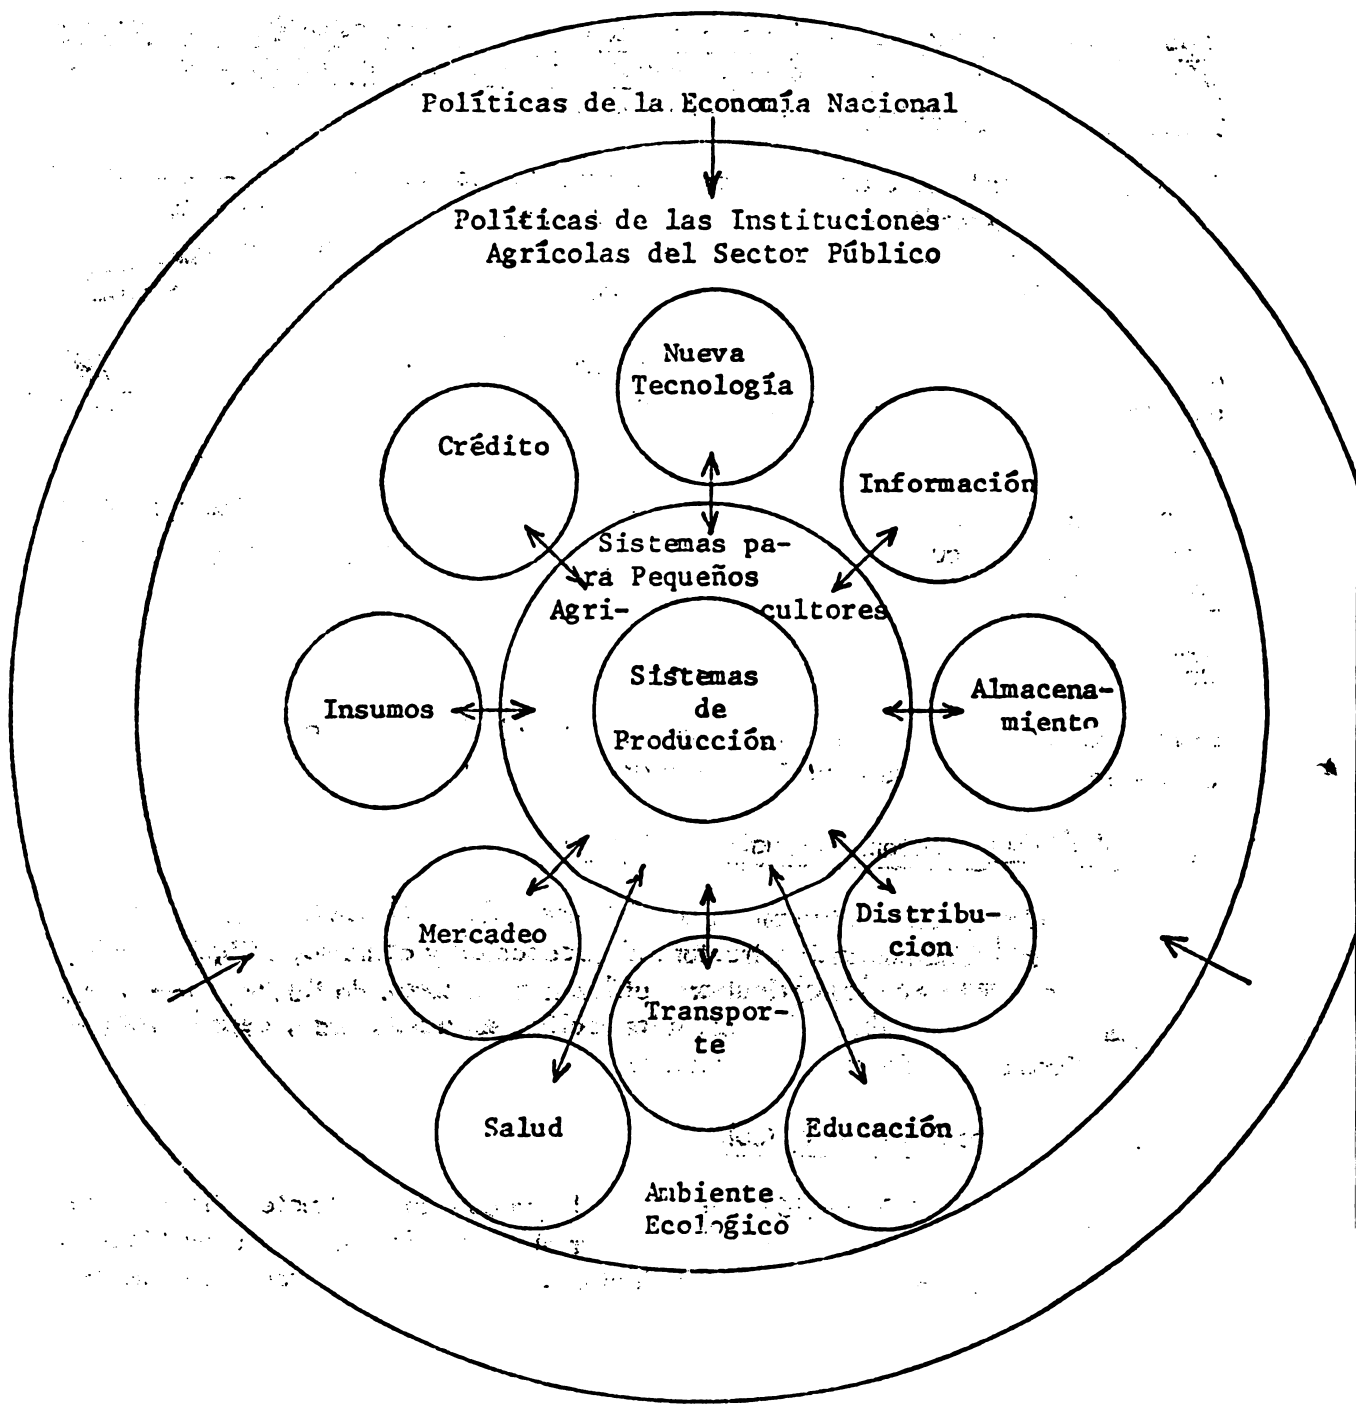 Políticas de la Economía Nacional
Políticas de las Instituciones
Agrícolas del Sector Público
Nueva
Tecnología
Crédito
Información
Sistemas pa-
ra Pequeños
Agri- cultores
Insumos
Sistemas
de
Producción
Almacena-
miento
Mercadeo
Distribu-
cion
Transpor-
te
Salud
Educación
Ambiente
Ecológico